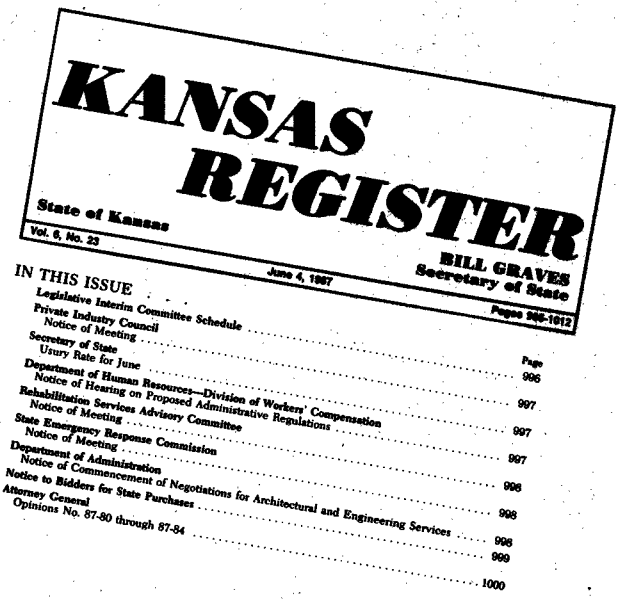 KANSAS
REGISTER
State of Kansas
BILL GRAVES
Secretary of State
Vol. 6, No. 23
June 4, 1987
Pages 995-1012
IN THIS ISSUE
Page
Legislative Interim Committee Schedule . . . . . 996
Private Industry Council
Notice of Meeting . . . . . 997
Secretary of State
Usury Rate for June . . . . . 997
Department of Human Resources—Division of Workers' Compensation
Notice of Hearing on Proposed Administrative Regulations . . . . . 997
Rehabilitation Services Advisory Committee
Notice of Meeting . . . . . 998
State Emergency Response Commission
Notice of Meeting . . . . . 998
Department of Administration
Notice of Commencement of Negotiations for Architectural and Engineering Services . . . . . 998
Notice to Bidders for State Purchases . . . . . 999
Attorney General
Opinions No. 87-80 through 87-84 . . . . . 1000